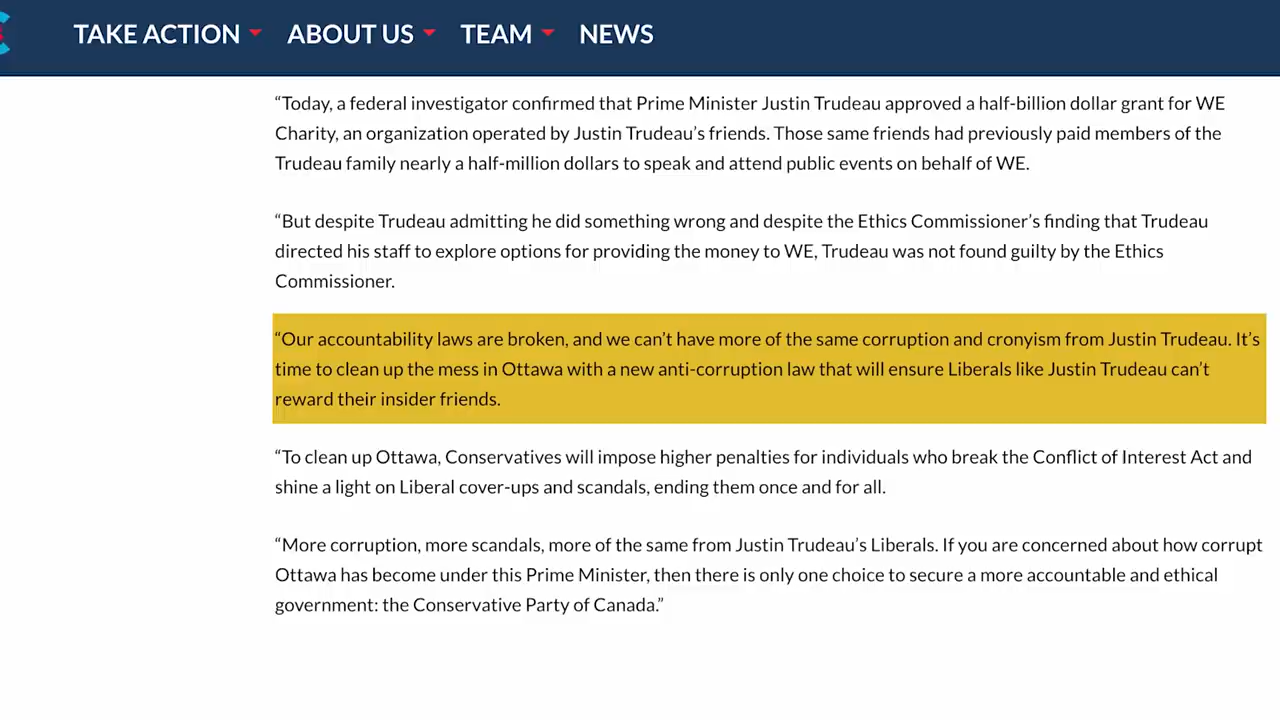 TAKE ACTION ABOUT US TEAM NEWS
“Today, a federal investigator confirmed that Prime Minister Justin Trudeau approved a half-billion dollar grant for WE
Charity, an organization operated by Justin Trudeau’s friends. Those same friends had previously paid members of the
Trudeau family nearly a half-million dollars to speak and attend public events on behalf of WE.
“But despite Trudeau admitting he did something wrong and despite the Ethics Commissioner’s finding that Trudeau
directed his staff to explore options for providing the money to WE, Trudeau was not found guilty by the Ethics
Commissioner.
“Our accountability laws are broken, and we can’t have more of the same corruption and cronyism from Justin Trudeau. It’s
time to clean up the mess in Ottawa with a new anti-corruption law that will ensure Liberals like Justin Trudeau can’t
reward their insider friends.
“To clean up Ottawa, Conservatives will impose higher penalties for individuals who break the Conflict of Interest Act and
shine a light on Liberal cover-ups and scandals, ending them once and for all.
“More corruption, more scandals, more of the same from Justin Trudeau’s Liberals. If you are concerned about how corrupt
Ottawa has become under this Prime Minister, then there is only one choice to secure a more accountable and ethical
government: the Conservative Party of Canada.”